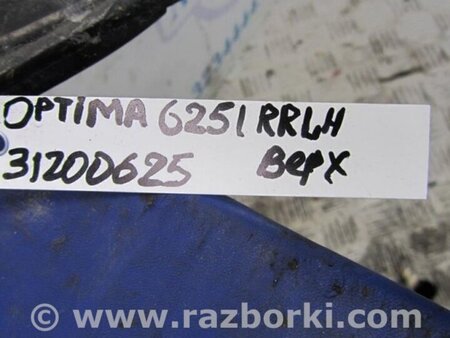 OPTIMA 6251 RRLH
31200625 Верх
© www.razborki.com